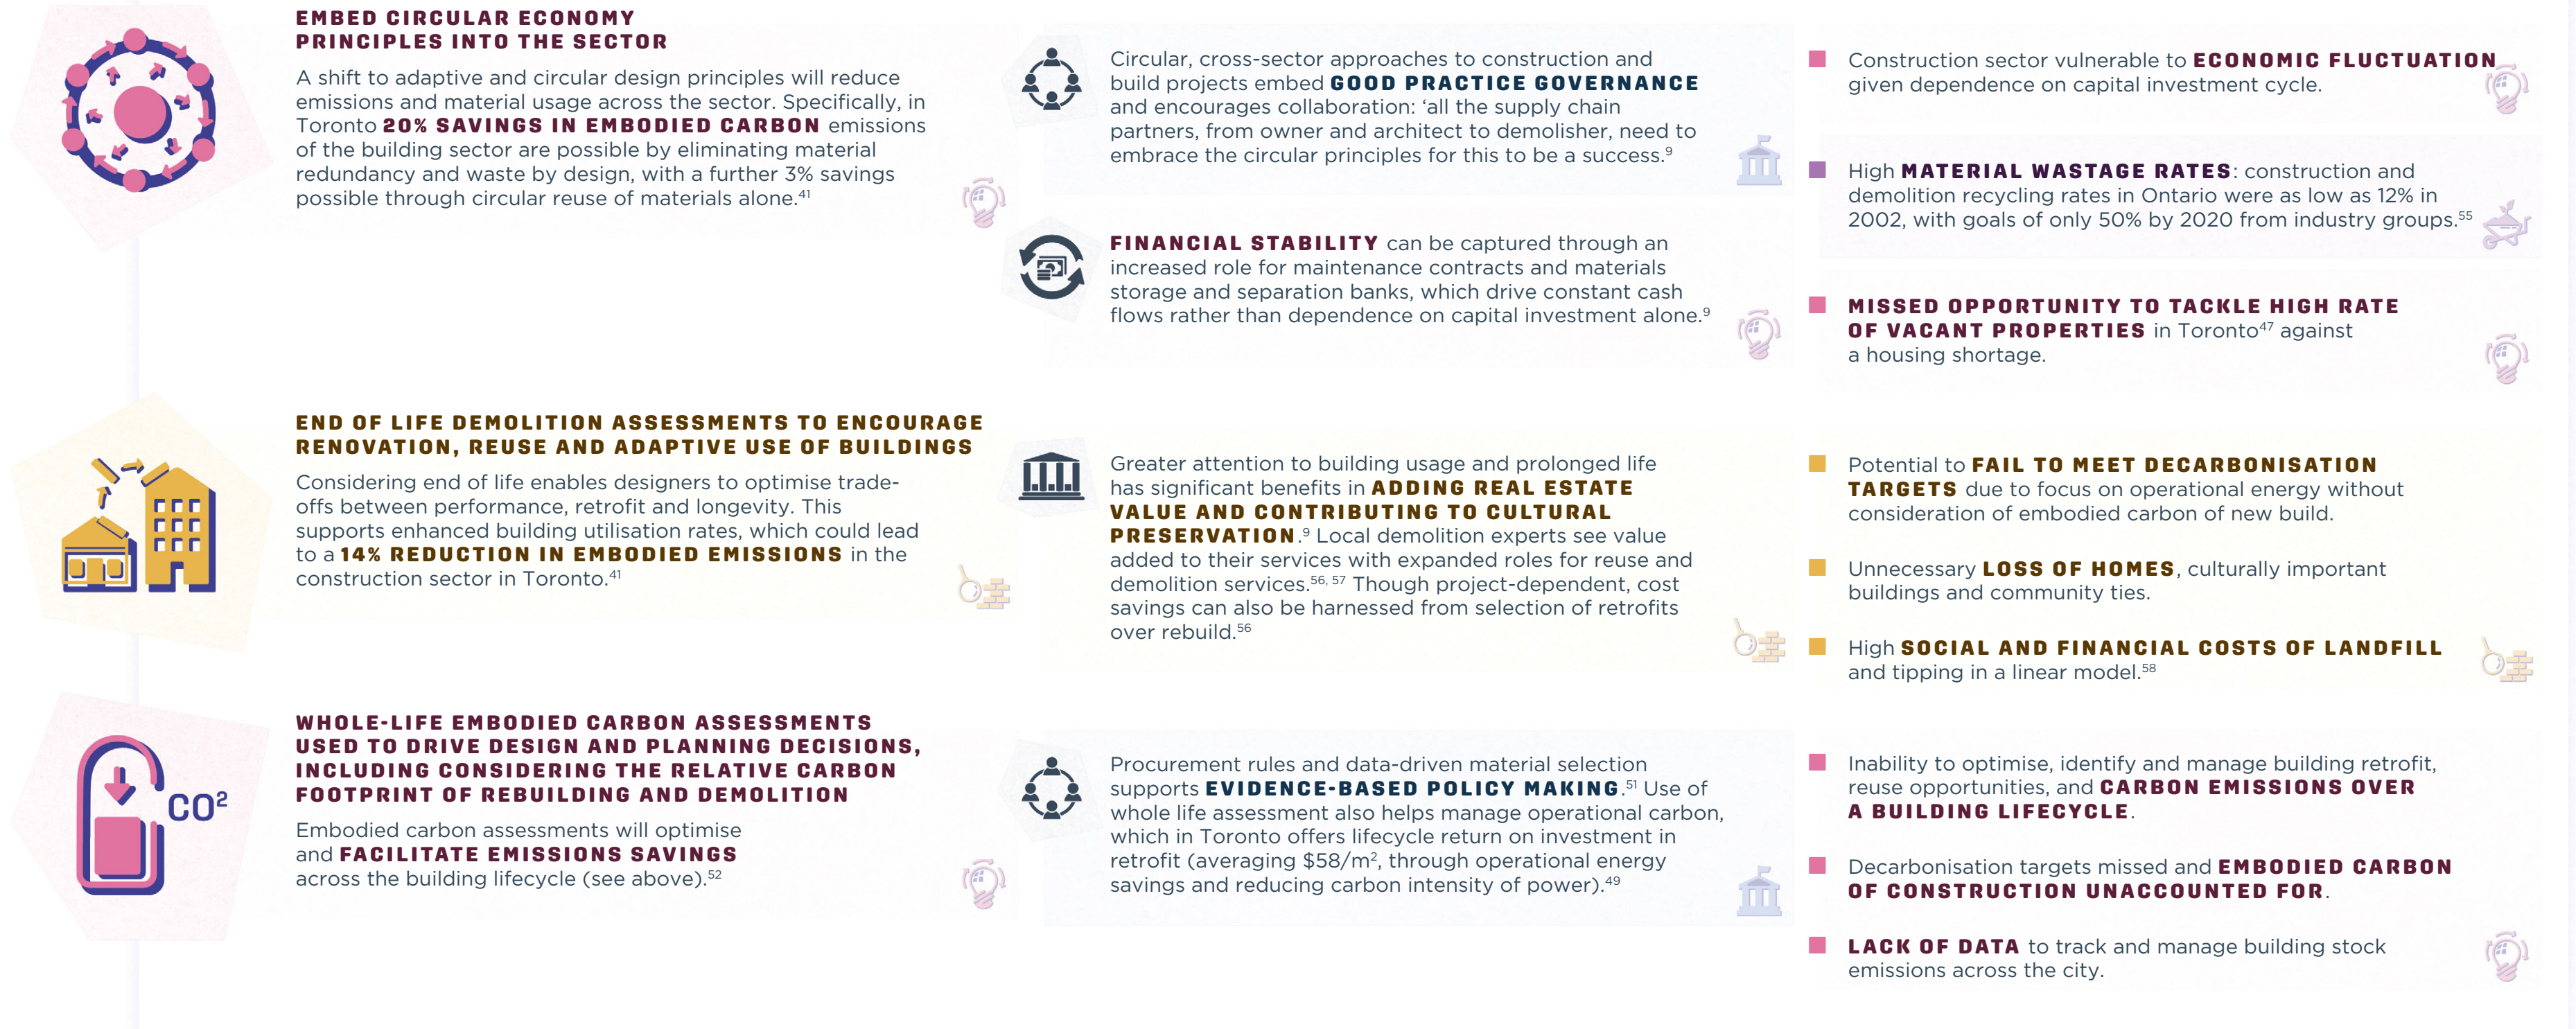 EMBED CIRCULAR ECONOMY
PRINCIPLES INTO THE SECTOR
A shift to adaptive and circular design principles will reduce
emissions and material usage across the sector. Specifically, in
Toronto 20% SAVINGS IN EMBODIED CARBON emissions
of the building sector are possible by eliminating material
redundancy and waste by design, with a further 3% savings
possible through circular reuse of materials alone.41
Circular, cross-sector approaches to construction and
build projects embed GOOD PRACTICE GOVERNANCE
and encourages collaboration: ‘all the supply chain
partners, from owner and architect to demolisher, need to
embrace the circular principles for this to be a success.9
FINANCIAL STABILITY can be captured through an
increased role for maintenance contracts and materials
storage and separation banks, which drive constant cash
flows rather than dependence on capital investment alone.9
Construction sector vulnerable to ECONOMIC FLUCTUATION
given dependence on capital investment cycle.
High MATERIAL WASTAGE RATES: construction and
demolition recycling rates in Ontario were as low as 12% in
2002, with goals of only 50% by 2020 from industry groups.55
MISSED OPPORTUNITY TO TACKLE HIGH RATE
OF VACANT PROPERTIES in Toronto47 against
a housing shortage.
END OF LIFE DEMOLITION ASSESSMENTS TO ENCOURAGE
RENOVATION, REUSE AND ADAPTIVE USE OF BUILDINGS
Considering end of life enables designers to optimise trade-
offs between performance, retrofit and longevity. This
supports enhanced building utilisation rates, which could lead
to a 14% REDUCTION IN EMBODIED EMISSIONS in the
construction sector in Toronto.41
Greater attention to building usage and prolonged life
has significant benefits in ADDING REAL ESTATE
VALUE AND CONTRIBUTING TO CULTURAL
PRESERVATION.9 Local demolition experts see value
added to their services with expanded roles for reuse and
demolition services.56, 57 Though project-dependent, cost
savings can also be harnessed from selection of retrofits
over rebuild.56
Potential to FAIL TO MEET DECARBONISATION
TARGETS due to focus on operational energy without
consideration of embodied carbon of new build.
Unnecessary LOSS OF HOMES, culturally important
buildings and community ties.
High SOCIAL AND FINANCIAL COSTS OF LANDFILL
and tipping in a linear model.58
CO2
WHOLE-LIFE EMBODIED CARBON ASSESSMENTS
USED TO DRIVE DESIGN AND PLANNING DECISIONS,
INCLUDING CONSIDERING THE RELATIVE CARBON
FOOTPRINT OF REBUILDING AND DEMOLITION
Embodied carbon assessments will optimise
and FACILITATE EMISSIONS SAVINGS
across the building lifecycle (see above).52
Procurement rules and data-driven material selection
supports EVIDENCE-BASED POLICY MAKING.51 Use of
whole life assessment also helps manage operational carbon,
which in Toronto offers lifecycle return on investment in
retrofit (averaging $58/m2, through operational energy
savings and reducing carbon intensity of power).49
Inability to optimise, identify and manage building retrofit,
reuse opportunities, and CARBON EMISSIONS OVER
A BUILDING LIFECYCLE.
Decarbonisation targets missed and EMBODIED CARBON
OF CONSTRUCTION UNACCOUNTED FOR.
LACK OF DATA to track and manage building stock
emissions across the city.